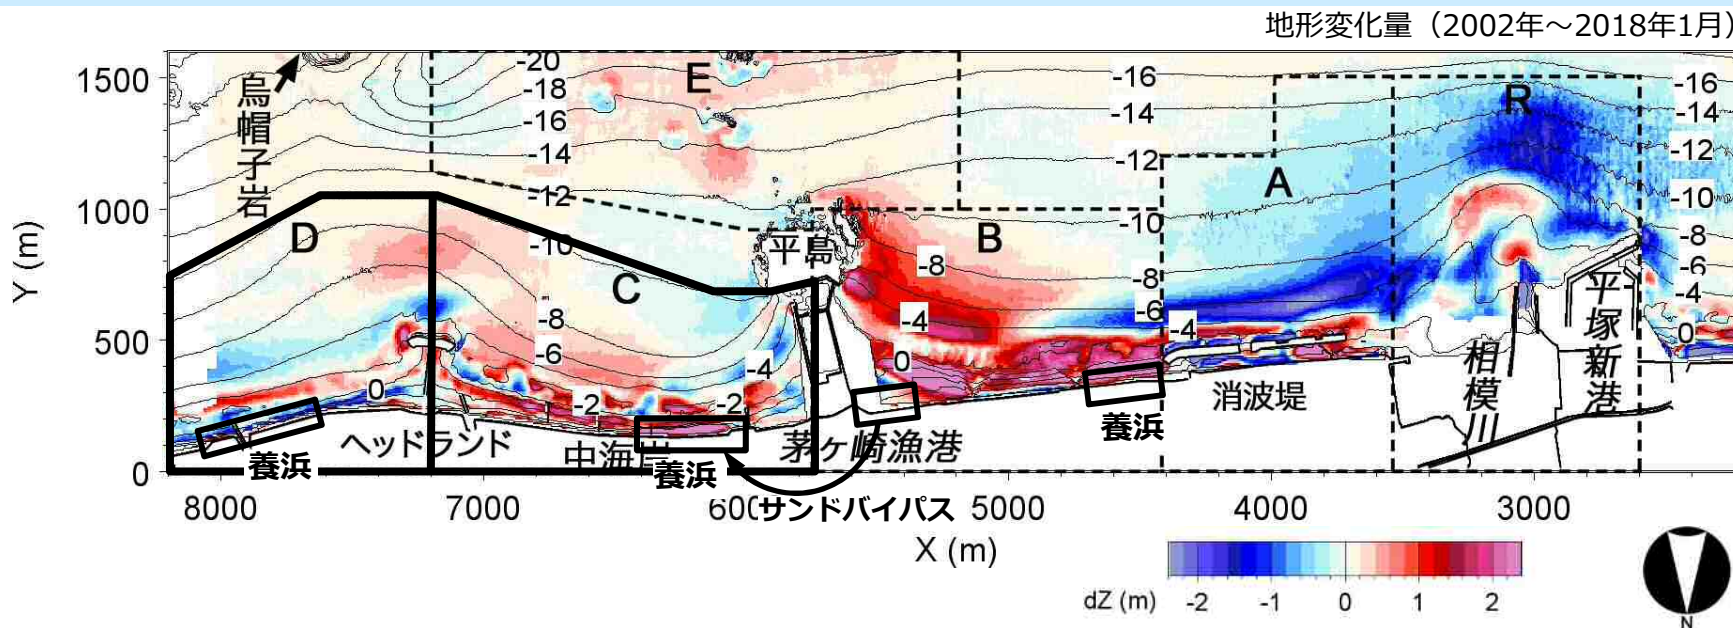 地形変化量（2002年～2018年1月）
Y (m)
1500
1000
500
0
烏帽子岩
-20
-18
-16
-14
-12
-10
-8
-6
E
D
C
平島
B
A
R
-16
-14
-12
-10
-8
-6
-4
-8
-4
0
-4
-2
-2
0
-16
-14
-12
-10
-8
-6
-4
0
養浜
ヘッドランド
中海岸
養浜
茅ヶ崎漁港
養浜
消波堤
相模川
平塚新港
サンドバイパス
8000
7000
600
5000
4000
3000
X (m)
dZ (m)
-2
-1
0
1
2
N